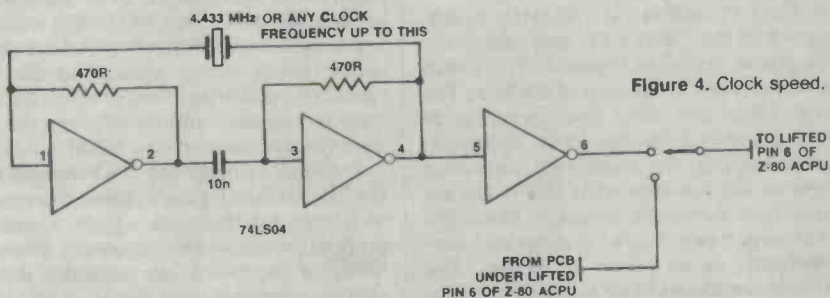 4.433 MHz OR ANY CLOCK
FREQUENCY UP TO THIS
470R
470R
Figure 4. Clock speed.
1
2
10n
3
4
5
6
TO LIFTED
PIN 6 OF
Z-80 ACPU
74LS04
FROM PCB
UNDER LIFTED
PIN 6 OF Z-80 ACPU